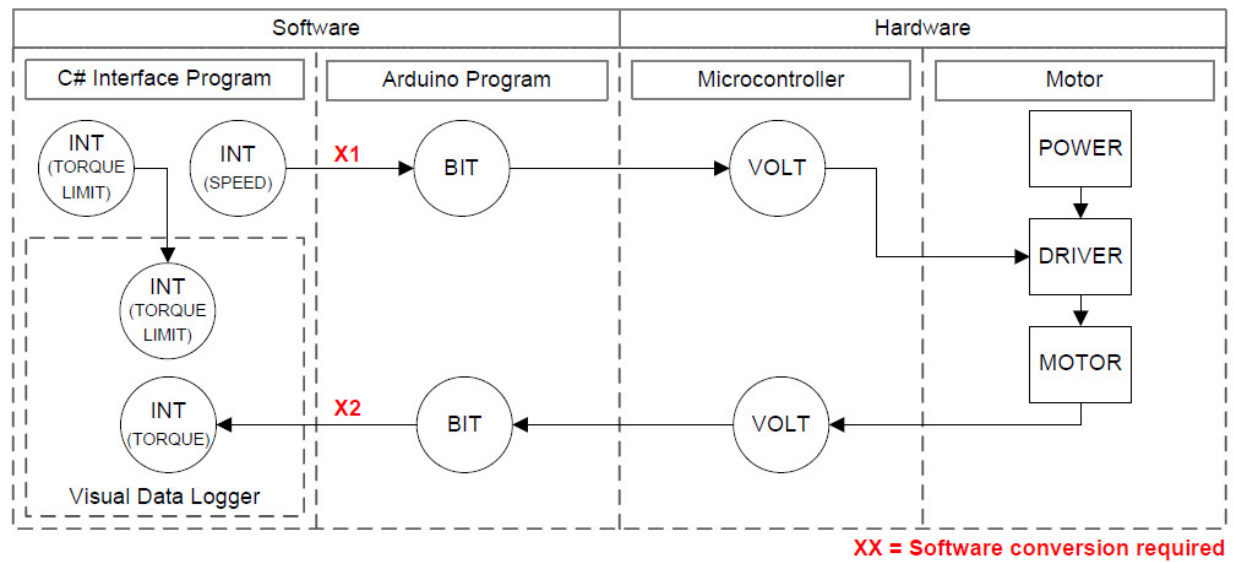 Software
Hardware
C# Interface Program
Arduino Program
Microcontroller
Motor
INT
(TORQUE
LIMIT)
INT
(SPEED)
X1
BIT
VOLT
POWER
DRIVER
MOTOR
INT
(TORQUE
LIMIT)
INT
(TORQUE)
X2
BIT
VOLT
Visual Data Logger
XX = Software conversion required